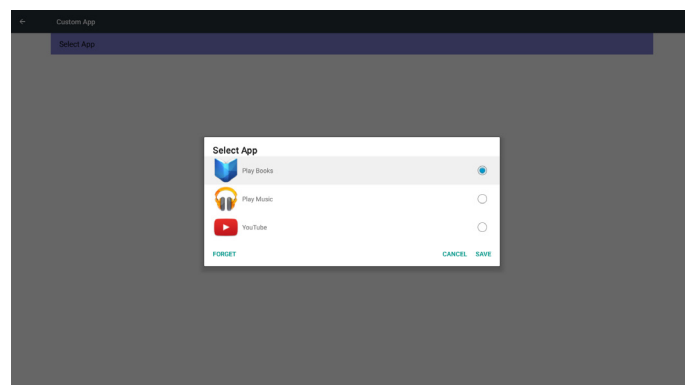 Custom App
Select App
Select App
Play Books
Play Music
YouTube
FORGET CANCEL SAVE